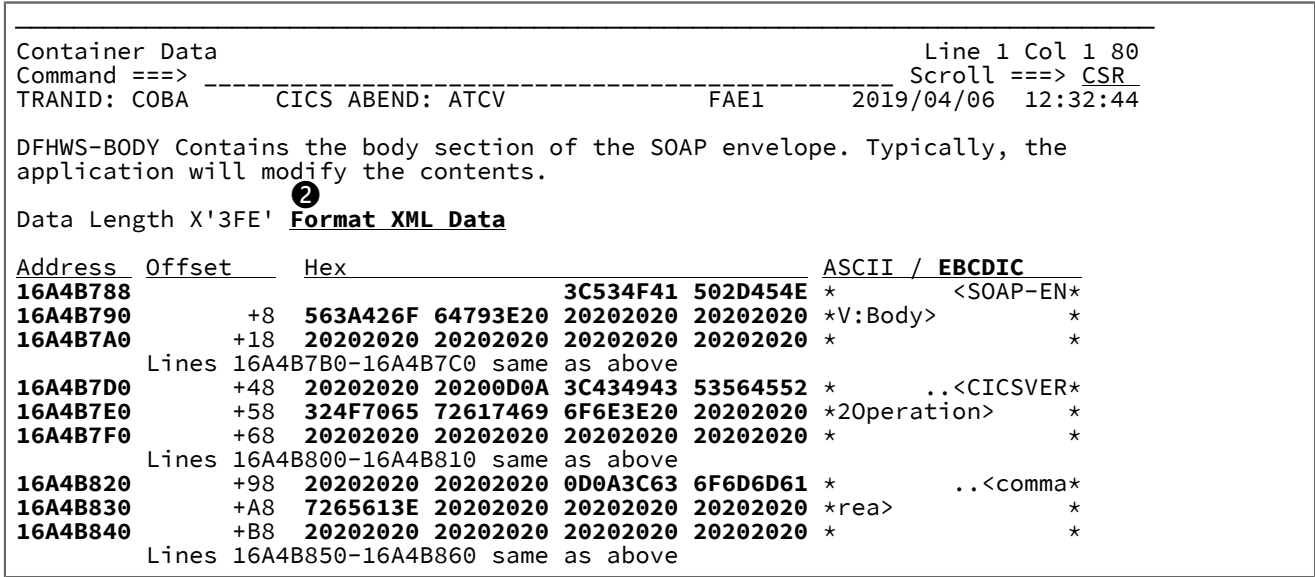 Container Data Line 1 Col 1 80
Command ===> ________________________________________________ Scroll ===> CSR
TRANID: COBA CICS ABEND: ATCV FAE1 2019/04/06 12:32:44
DFHWS-BODY Contains the body section of the SOAP envelope. Typically, the
application will modify the contents.
❷
Data Length X'3FE' Format XML Data
Address Offset Hex ASCII / EBCDIC
16A4B788 3C534F41 502D454E * <SOAP-EN*
16A4B790 +8 563A426F 64793E20 20202020 20202020 *V:Body> *
16A4B7A0 +18 20202020 20202020 20202020 20202020 * *
Lines 16A4B7B0-16A4B7C0 same as above
16A4B7D0 +48 20202020 20200D0A 3C434943 53564552 * ..<CICSVER*
16A4B7E0 +58 324F7065 72617469 6F6E3E20 20202020 *2Operation> *
16A4B7F0 +68 20202020 20202020 20202020 20202020 * *
Lines 16A4B800-16A4B810 same as above
16A4B820 +98 20202020 20202020 0D0A3C63 6F6D6D61 * ..<comma*
16A4B830 +A8 7265613E 20202020 20202020 20202020 *rea> *
16A4B840 +B8 20202020 20202020 20202020 20202020 * *
Lines 16A4B850-16A4B860 same as above